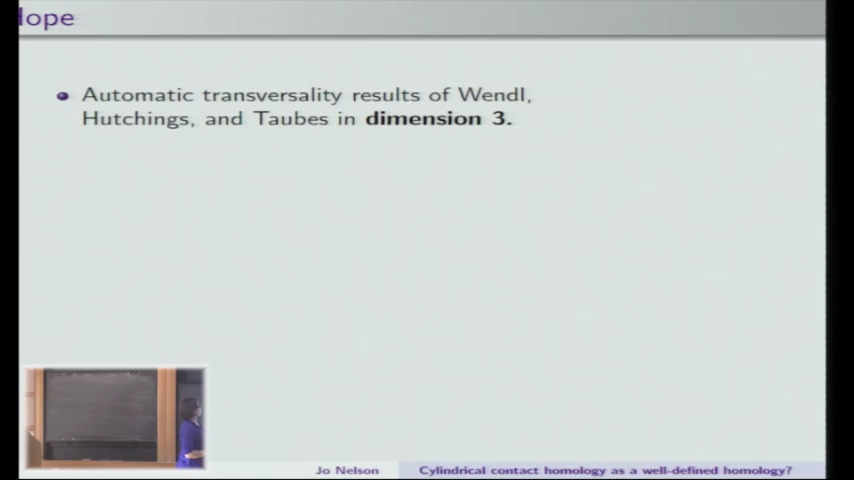 Hope
Automatic transversality results of Wendl,
Hutchings, and Taubes in dimension 3.
Jo Nelson Cylindrical contact homology as a well-defined homology?